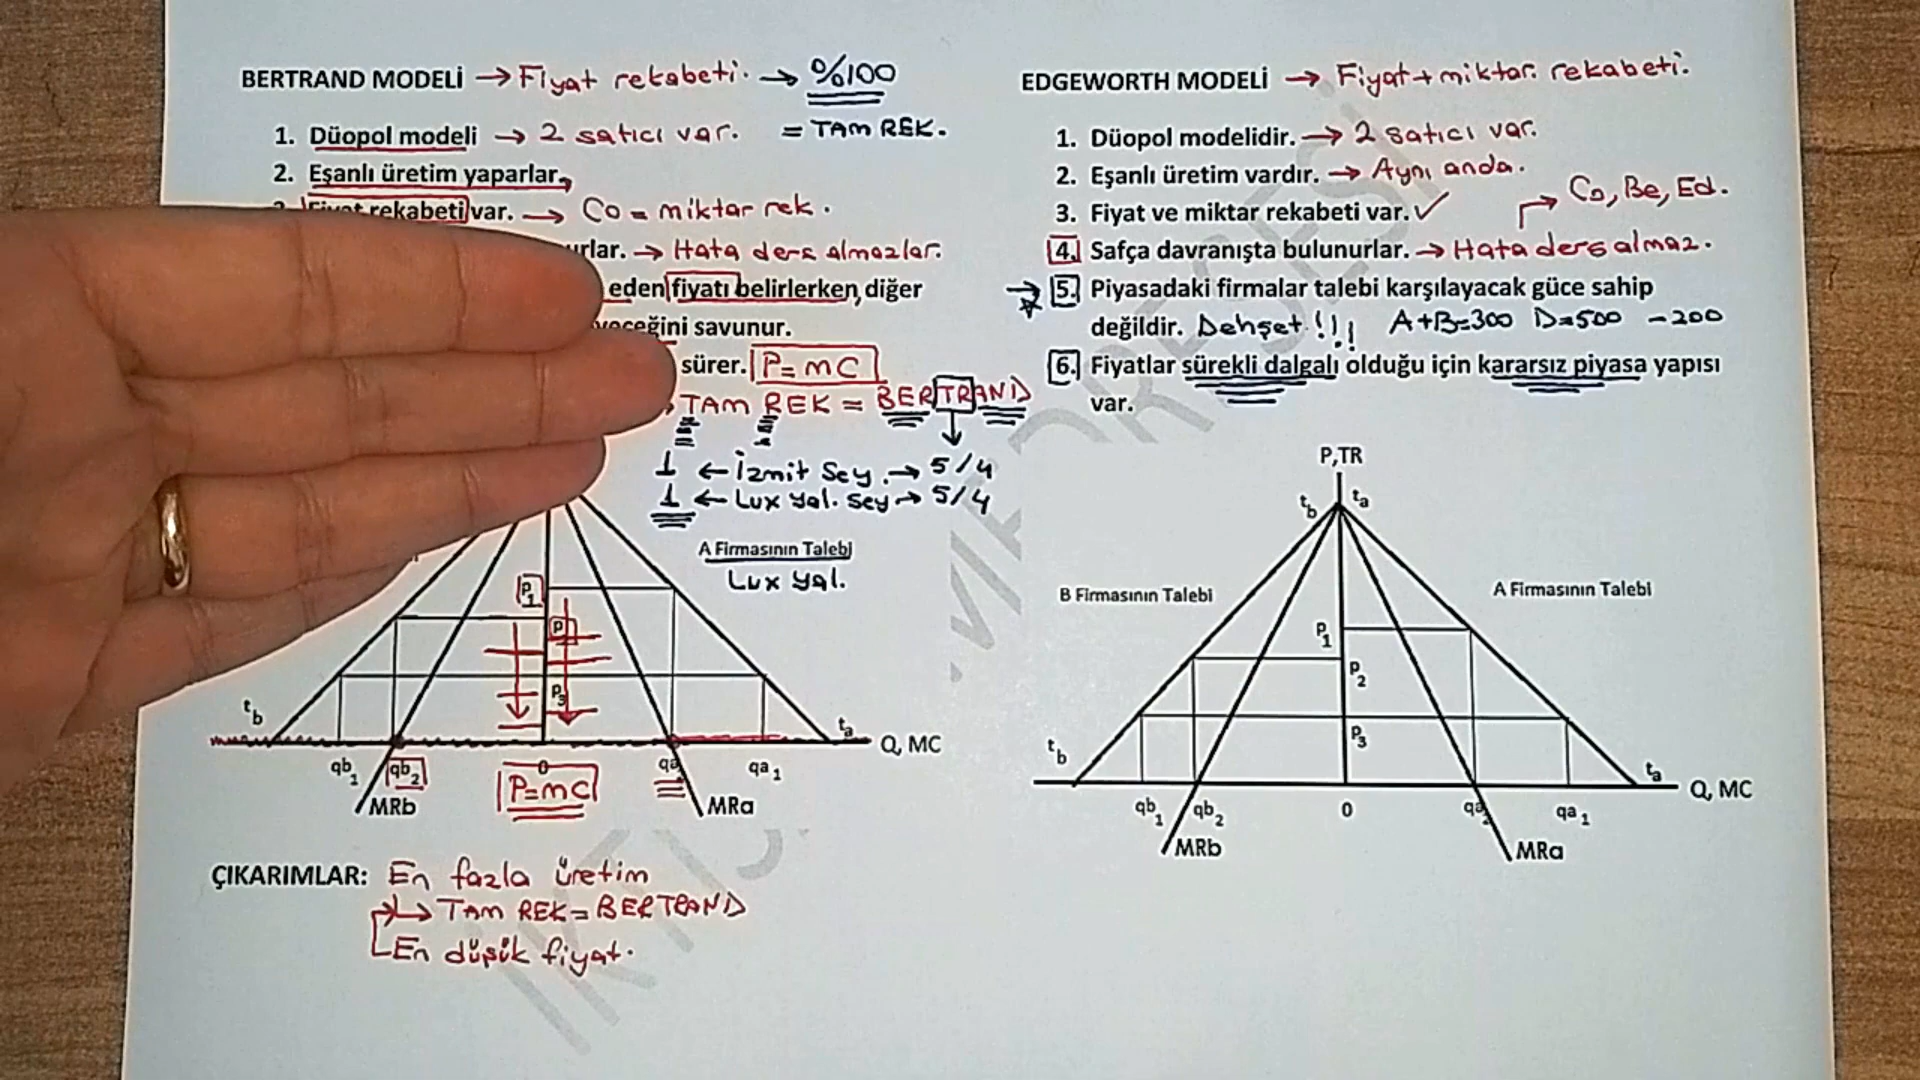 BERTRAND MODELİ → Fiyat rekabeti. → %100
= TAM REK.
1. Düopol modeli → 2 satıcı var.
2. Eşanlı üretim yaparlar.
rekabeti var. → Co = miktar rek.
→ Hata ders almazlar.
eden fiyatı belirlerken, diğer
savunur.
sürer. P=MC
TAM REK = BERTRAND
1 ← İzmit Sey. → 5/4
1 ← Lux Yal. Sey → 5/4
A Firmasının Talebi
Lux Yal.
P1
P
P3
tb
ta
Q, MC
qb1
qb2
0
qa
qa1
P=MC
MRb
MRa
ÇIKARIMLAR: En fazla üretim
→ TAM REK = BERTRAND
En düşük fiyat.
EDGEWORTH MODELİ → Fiyat+miktar. rekabeti.
1. Düopol modelidir. → 2 satıcı var.
2. Eşanlı üretim vardır. → Aynı anda.
3. Fiyat ve miktar rekabeti var. ✓ → Co, Be, Ed.
4. Safça davranışta bulunurlar. → Hata ders almaz.
→ 5. Piyasadaki firmalar talebi karşılayacak güce sahip
değildir. Dehşet!!! A+B=300 D=500 -200
6. Fiyatlar sürekli dalgalı olduğu için kararsız piyasa yapısı
var.
P,TR
tb
ta
B Firmasının Talebi
A Firmasının Talebi
P1
P2
P3
tb
ta
Q, MC
qb1
qb2
0
qa2
qa1
MRb
MRa